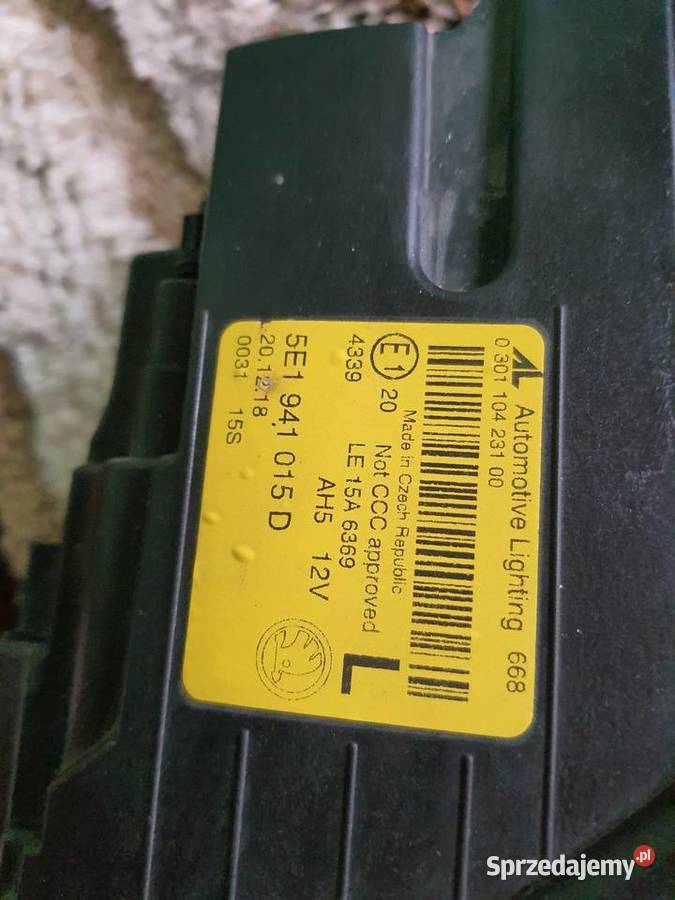 AL Automotive Lighting 668
0 301 104 231 00
Made in Czech Republic
E1 20 Not CCC approved
4339 LE 15A 6369
AH5 12V
L
5E1 941 015 D
20.12.18
0031 15S
Sprzedajemy.pl